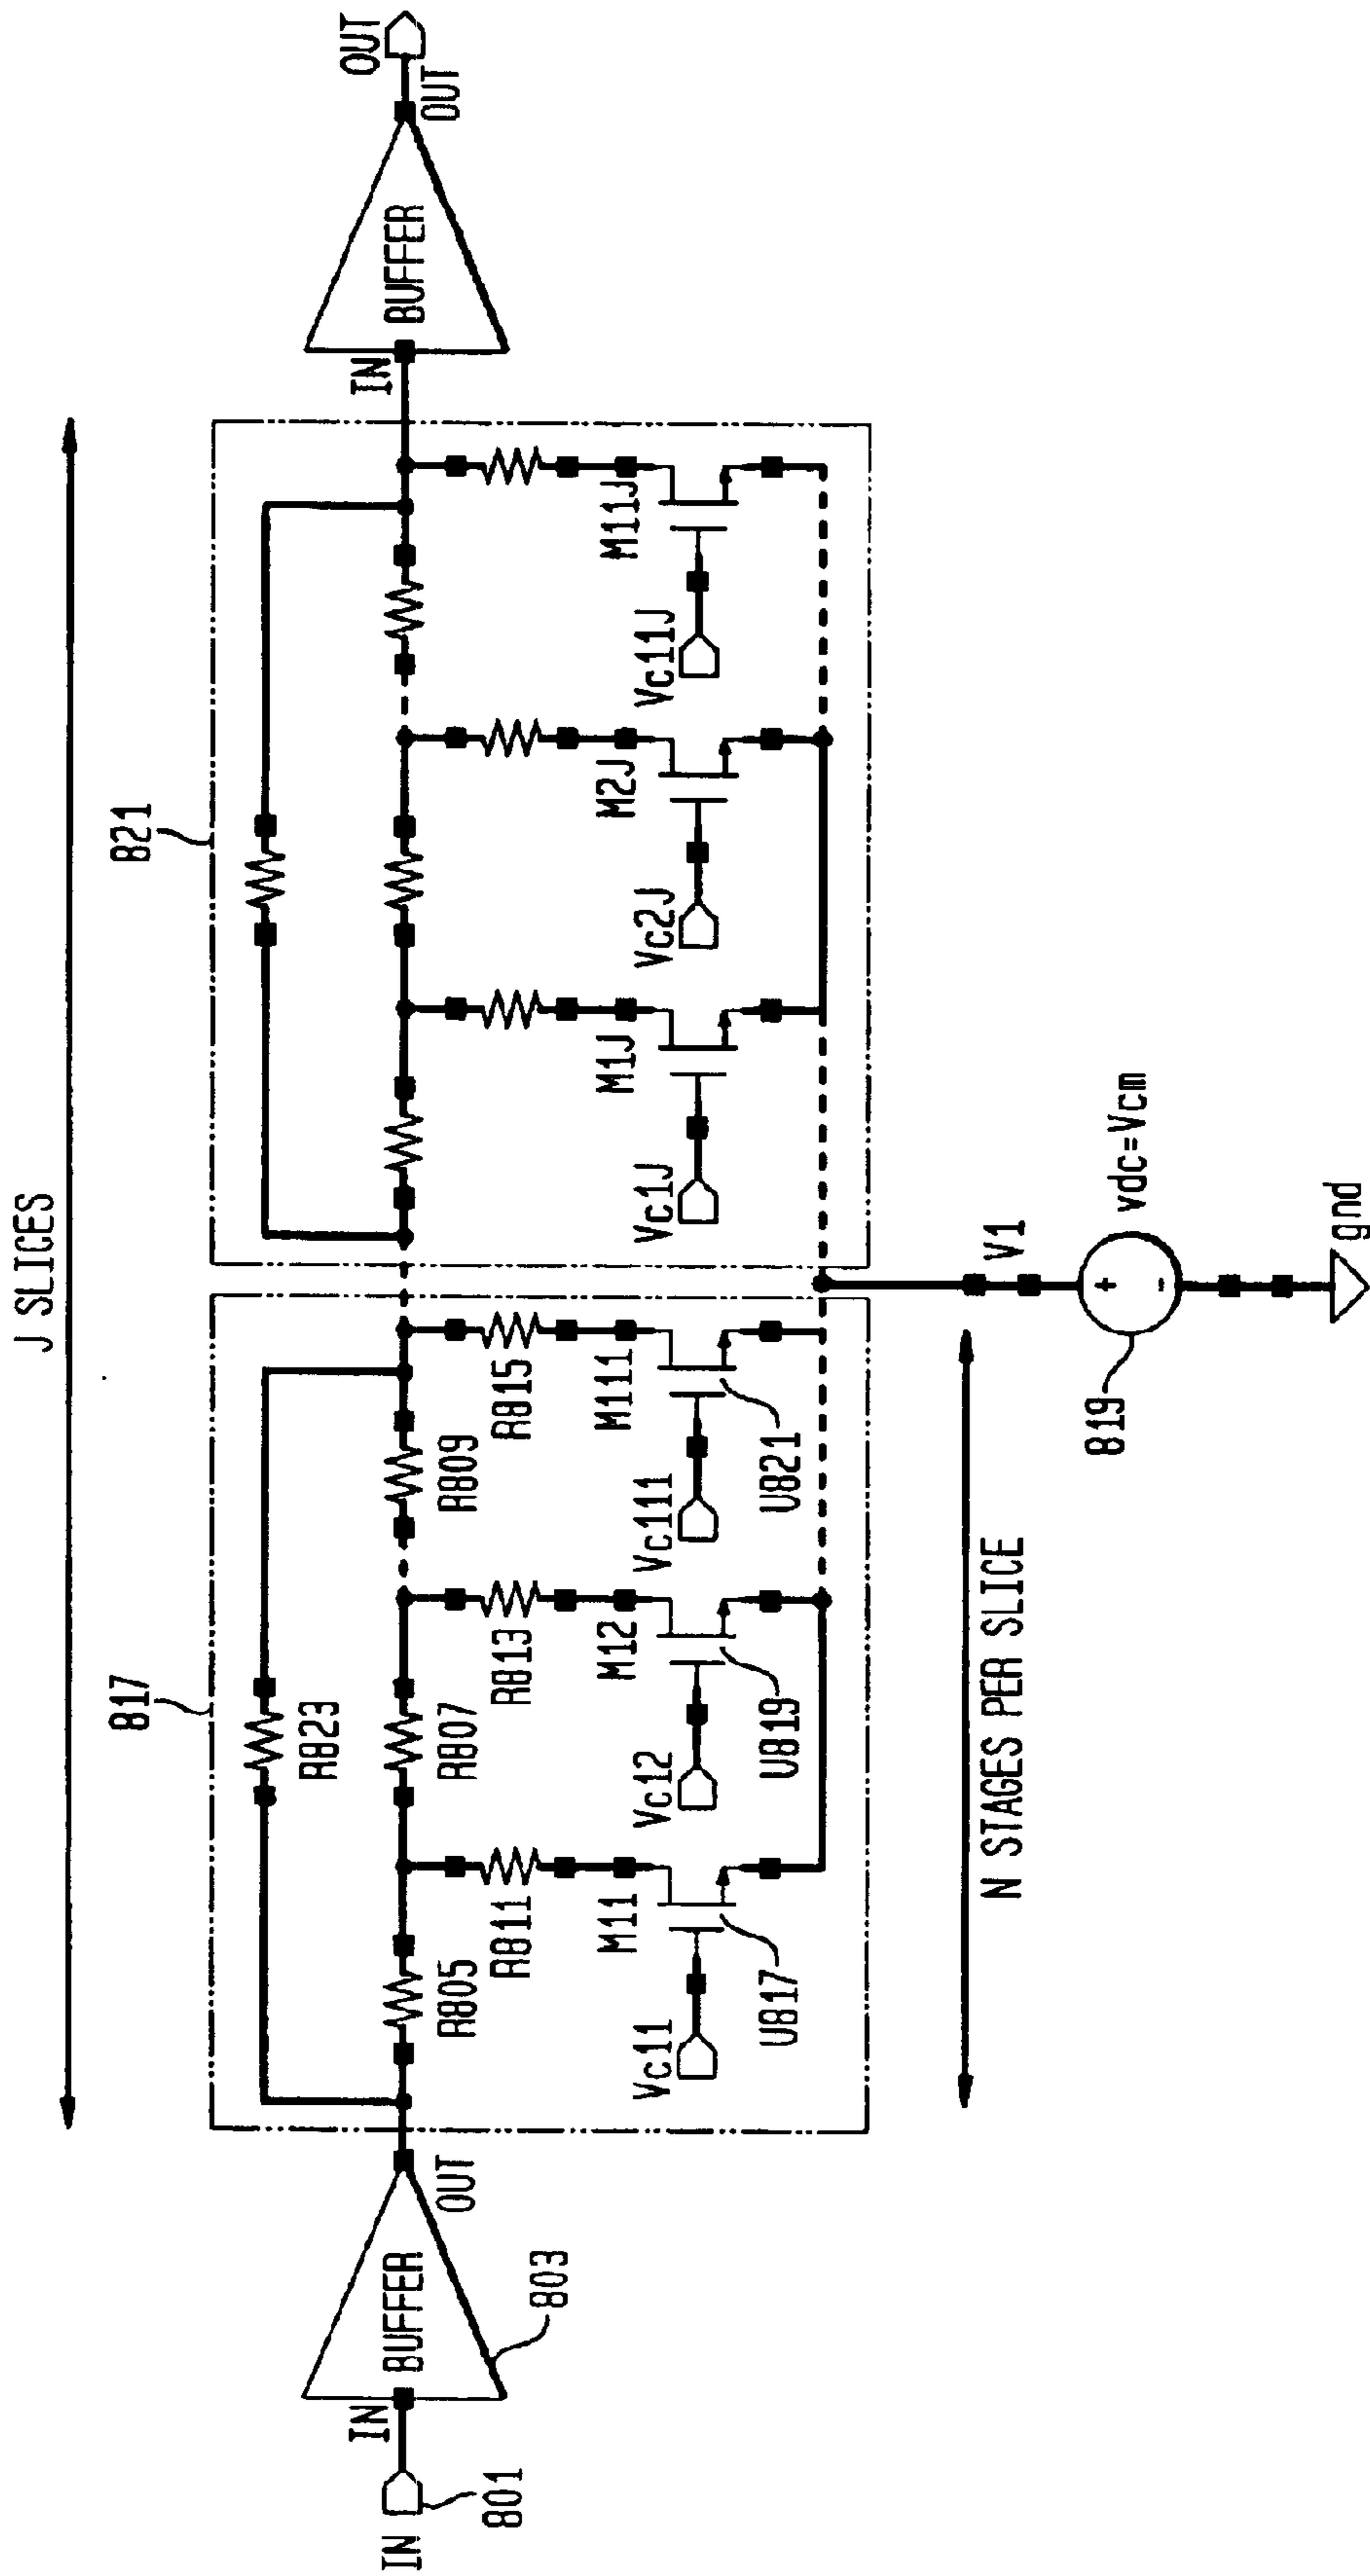 J SLICES
817
821
R823
IN
IN
BUFFER
OUT
R805
R807
R809
IN
BUFFER
OUT
OUT
801
803
R811
R813
R815
M11
M12
M111
M1J
M2J
M11J
Vc11
Vc12
Vc111
Vc1J
Vc2J
Vc11J
U817
U819
U821
N STAGES PER SLICE
V1
+
-
vdc=Vcm
819
gnd